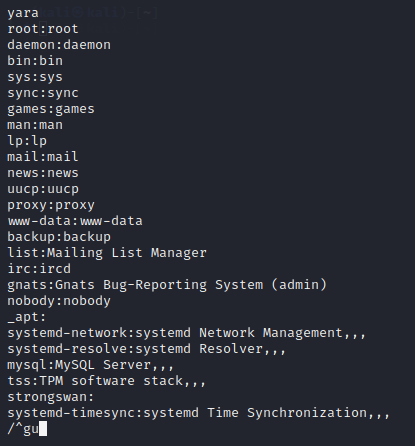 yara
root:root
daemon:daemon
bin:bin
sys:sys
sync:sync
games:games
man:man
lp:lp
mail:mail
news:news
uucp:uucp
proxy:proxy
www-data:www-data
backup:backup
list:Mailing List Manager
irc:ircd
gnats:Gnats Bug-Reporting System (admin)
nobody:nobody
_apt:
systemd-network:systemd Network Management,,,
systemd-resolve:systemd Resolver,,,
mysql:MySQL Server,,,
tss:TPM software stack,,,
strongswan:
systemd-timesync:systemd Time Synchronization,,,
/^gu